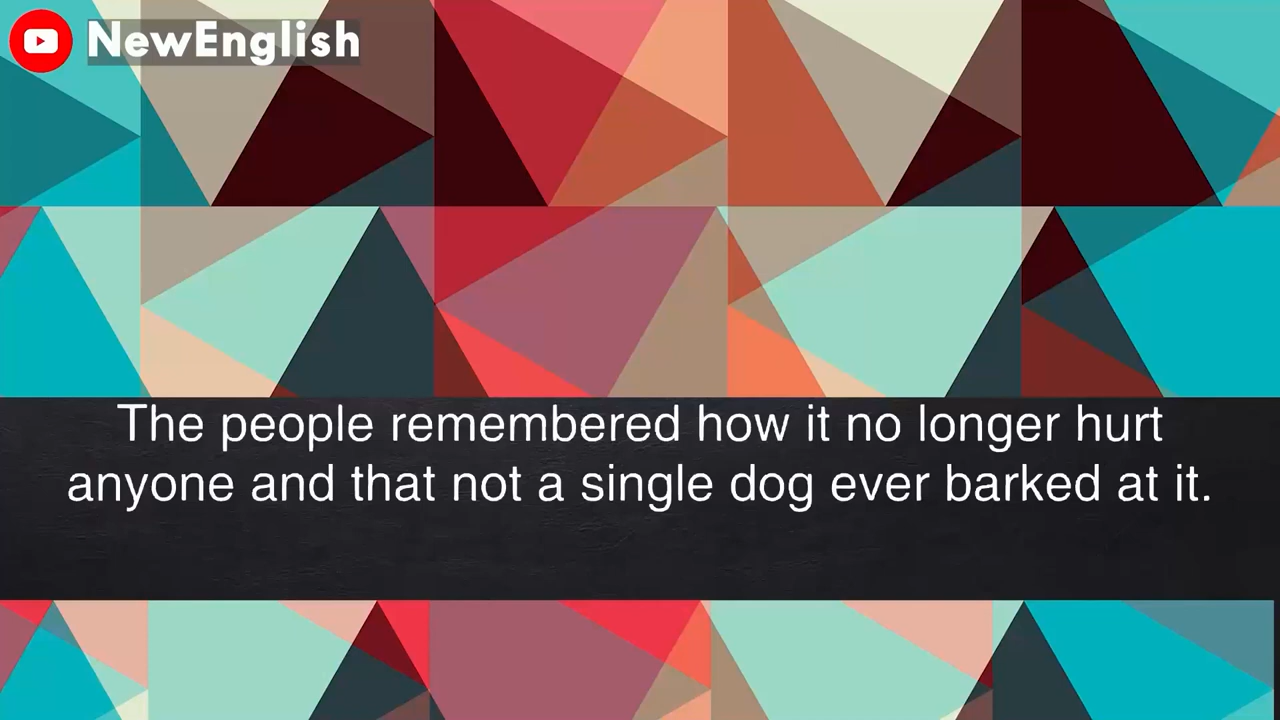 NewEnglish
The people remembered how it no longer hurt
anyone and that not a single dog ever barked at it.